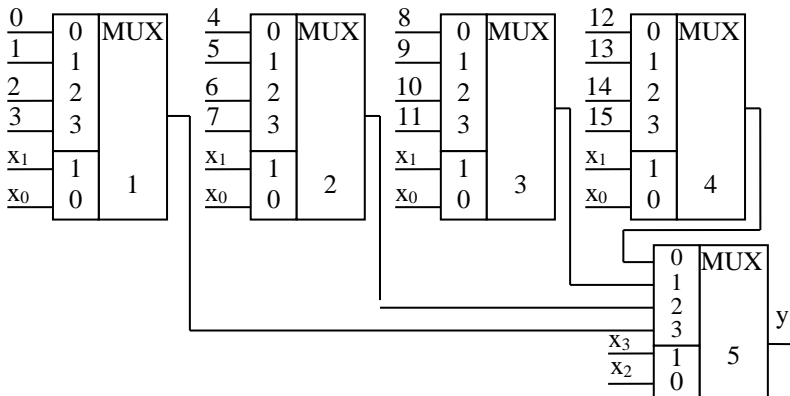 0 0 MUX 4 0 MUX 8 0 MUX 12 0 MUX
1 1 5 1 9 1 13 1
2 2 6 2 10 2 14 2
3 3 7 3 11 3 15 3
x₁ 1 x₁ 1 x₁ 1 x₁ 1
1 2 3 4
x₀ 0 x₀ 0 x₀ 0 x₀ 0
0 MUX
1
2
3 y
x₃ 1 5
x₂ 0